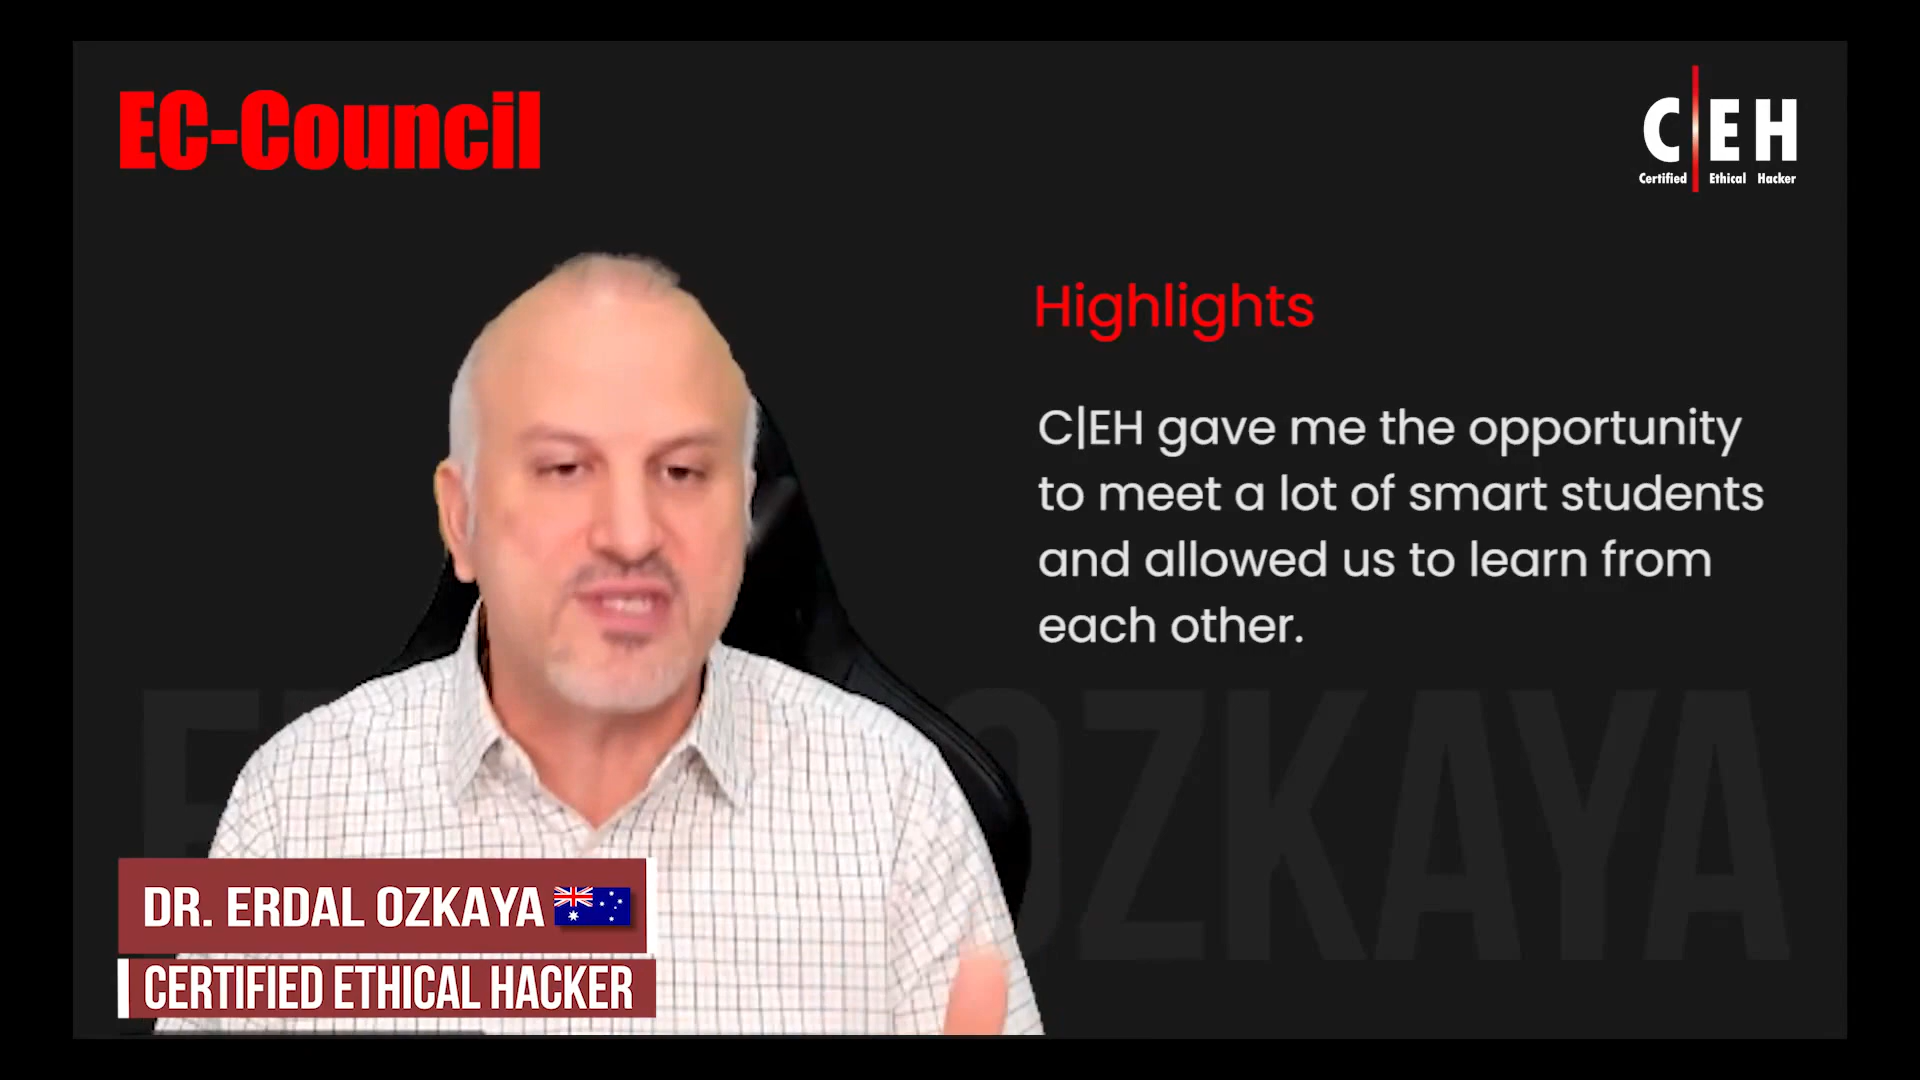 EC-Council
C|EH
Certified Ethical Hacker
Highlights
C|EH gave me the opportunity
to meet a lot of smart students
and allowed us to learn from
each other.
OZKAYA
DR. ERDAL OZKAYA
CERTIFIED ETHICAL HACKER